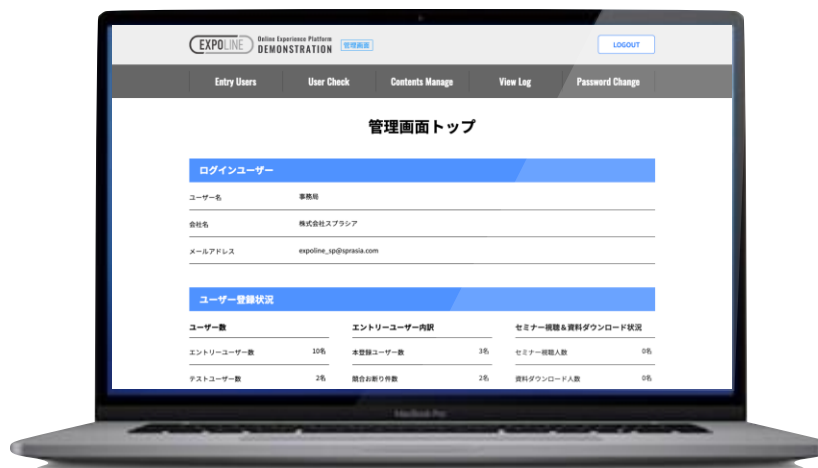 EXPOLINE
Online Experience Platform
DEMONSTRATION
管理画面
LOGOUT
Entry Users
User Check
Contents Manage
View Log
Password Change
管理画面トップ
ログインユーザー
ユーザー名 事務局
会社名 株式会社スプラシア
メールアドレス expoline_sp@sprasia.com
ユーザー登録状況
ユーザー数
エントリーユーザー数 10名
テストユーザー数 2名
エントリーユーザー内訳
本登録ユーザー数 3名
競合お断り件数 2名
セミナー視聴&資料ダウンロード状況
セミナー視聴人数 0名
資料ダウンロード人数 0名
MacBook Pro